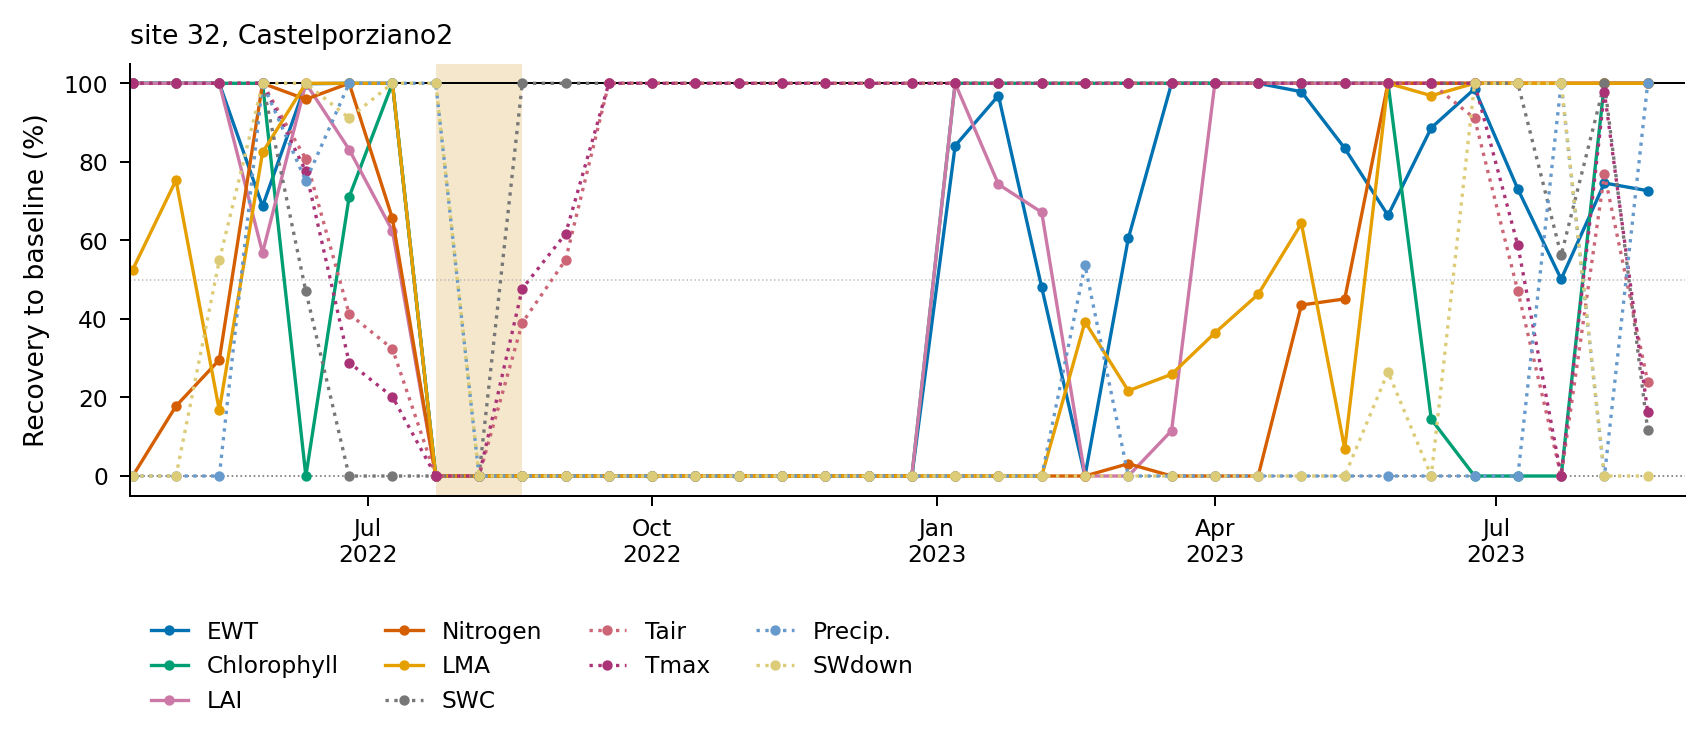 site 32, Castelporziano2
Recovery to baseline (%)
100
80
60
40
20
0
Jul
2022
Oct
2022
Jan
2023
Apr
2023
Jul
2023
EWT
Chlorophyll
LAI
Nitrogen
LMA
SWC
Tair
Tmax
Precip.
SWdown